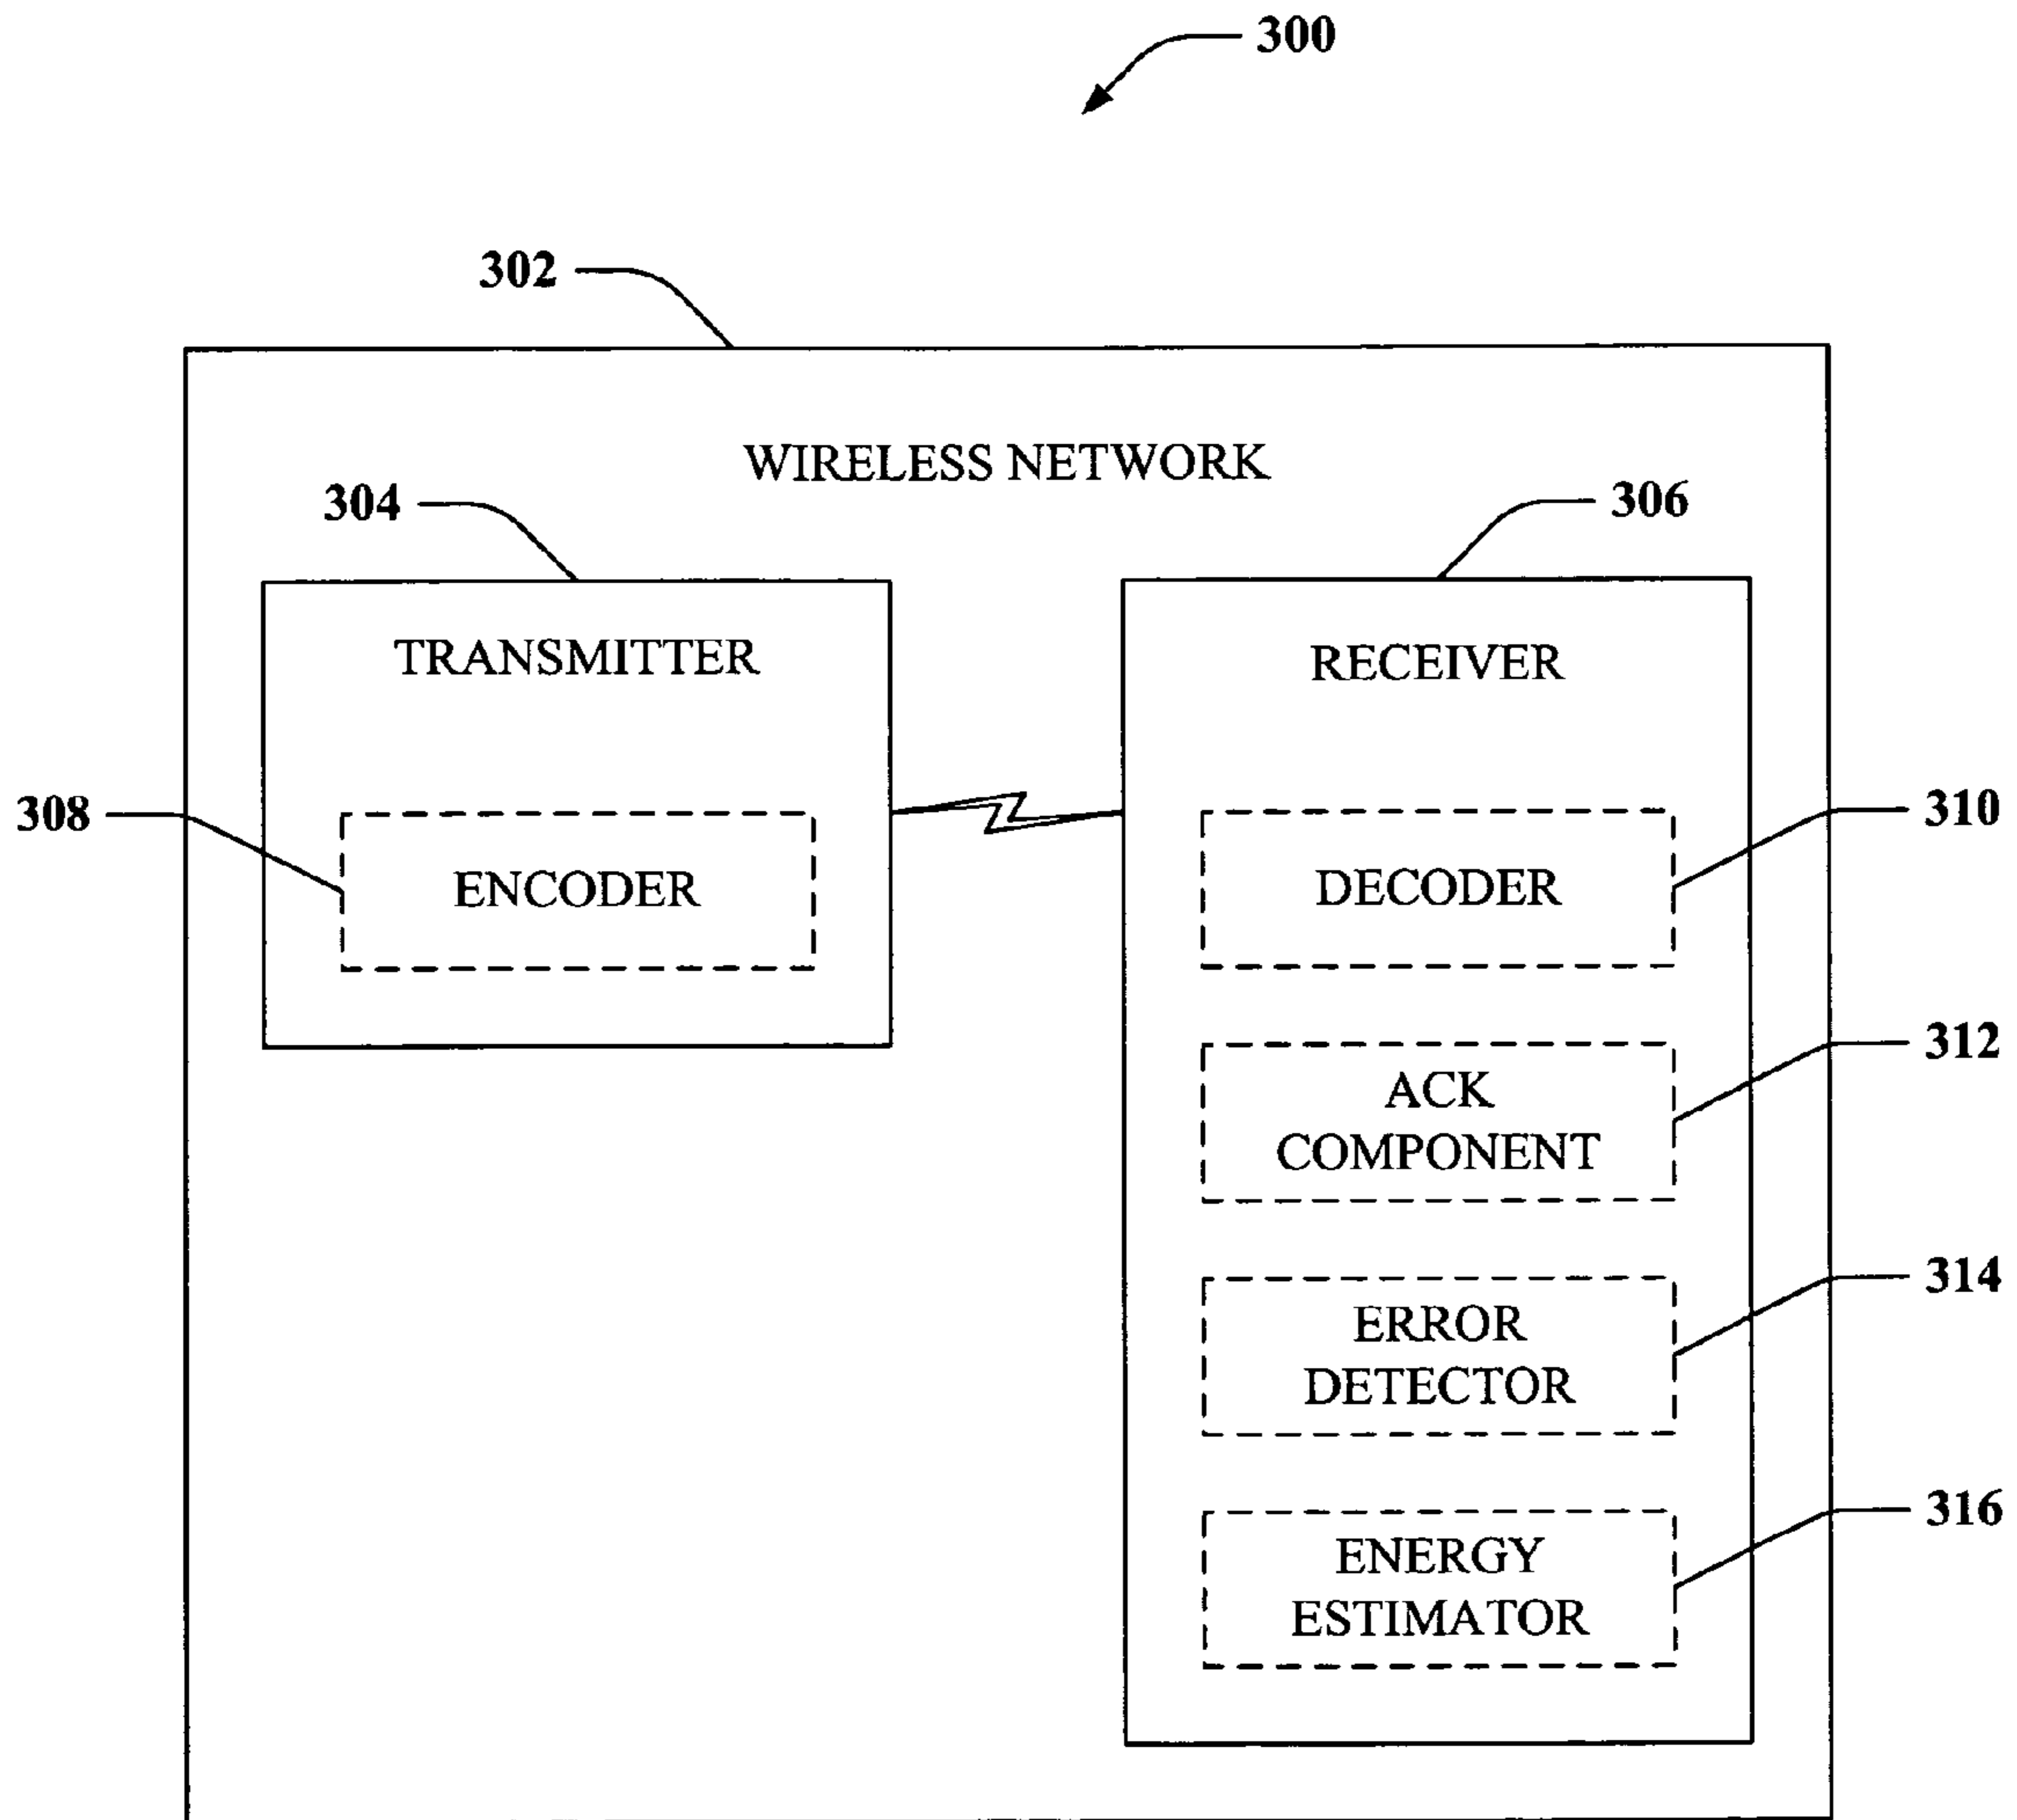 300
302
WIRELESS NETWORK
304
306
TRANSMITTER
RECEIVER
308
310
ENCODER
DECODER
312
ACK
COMPONENT
314
ERROR
DETECTOR
316
ENERGY
ESTIMATOR